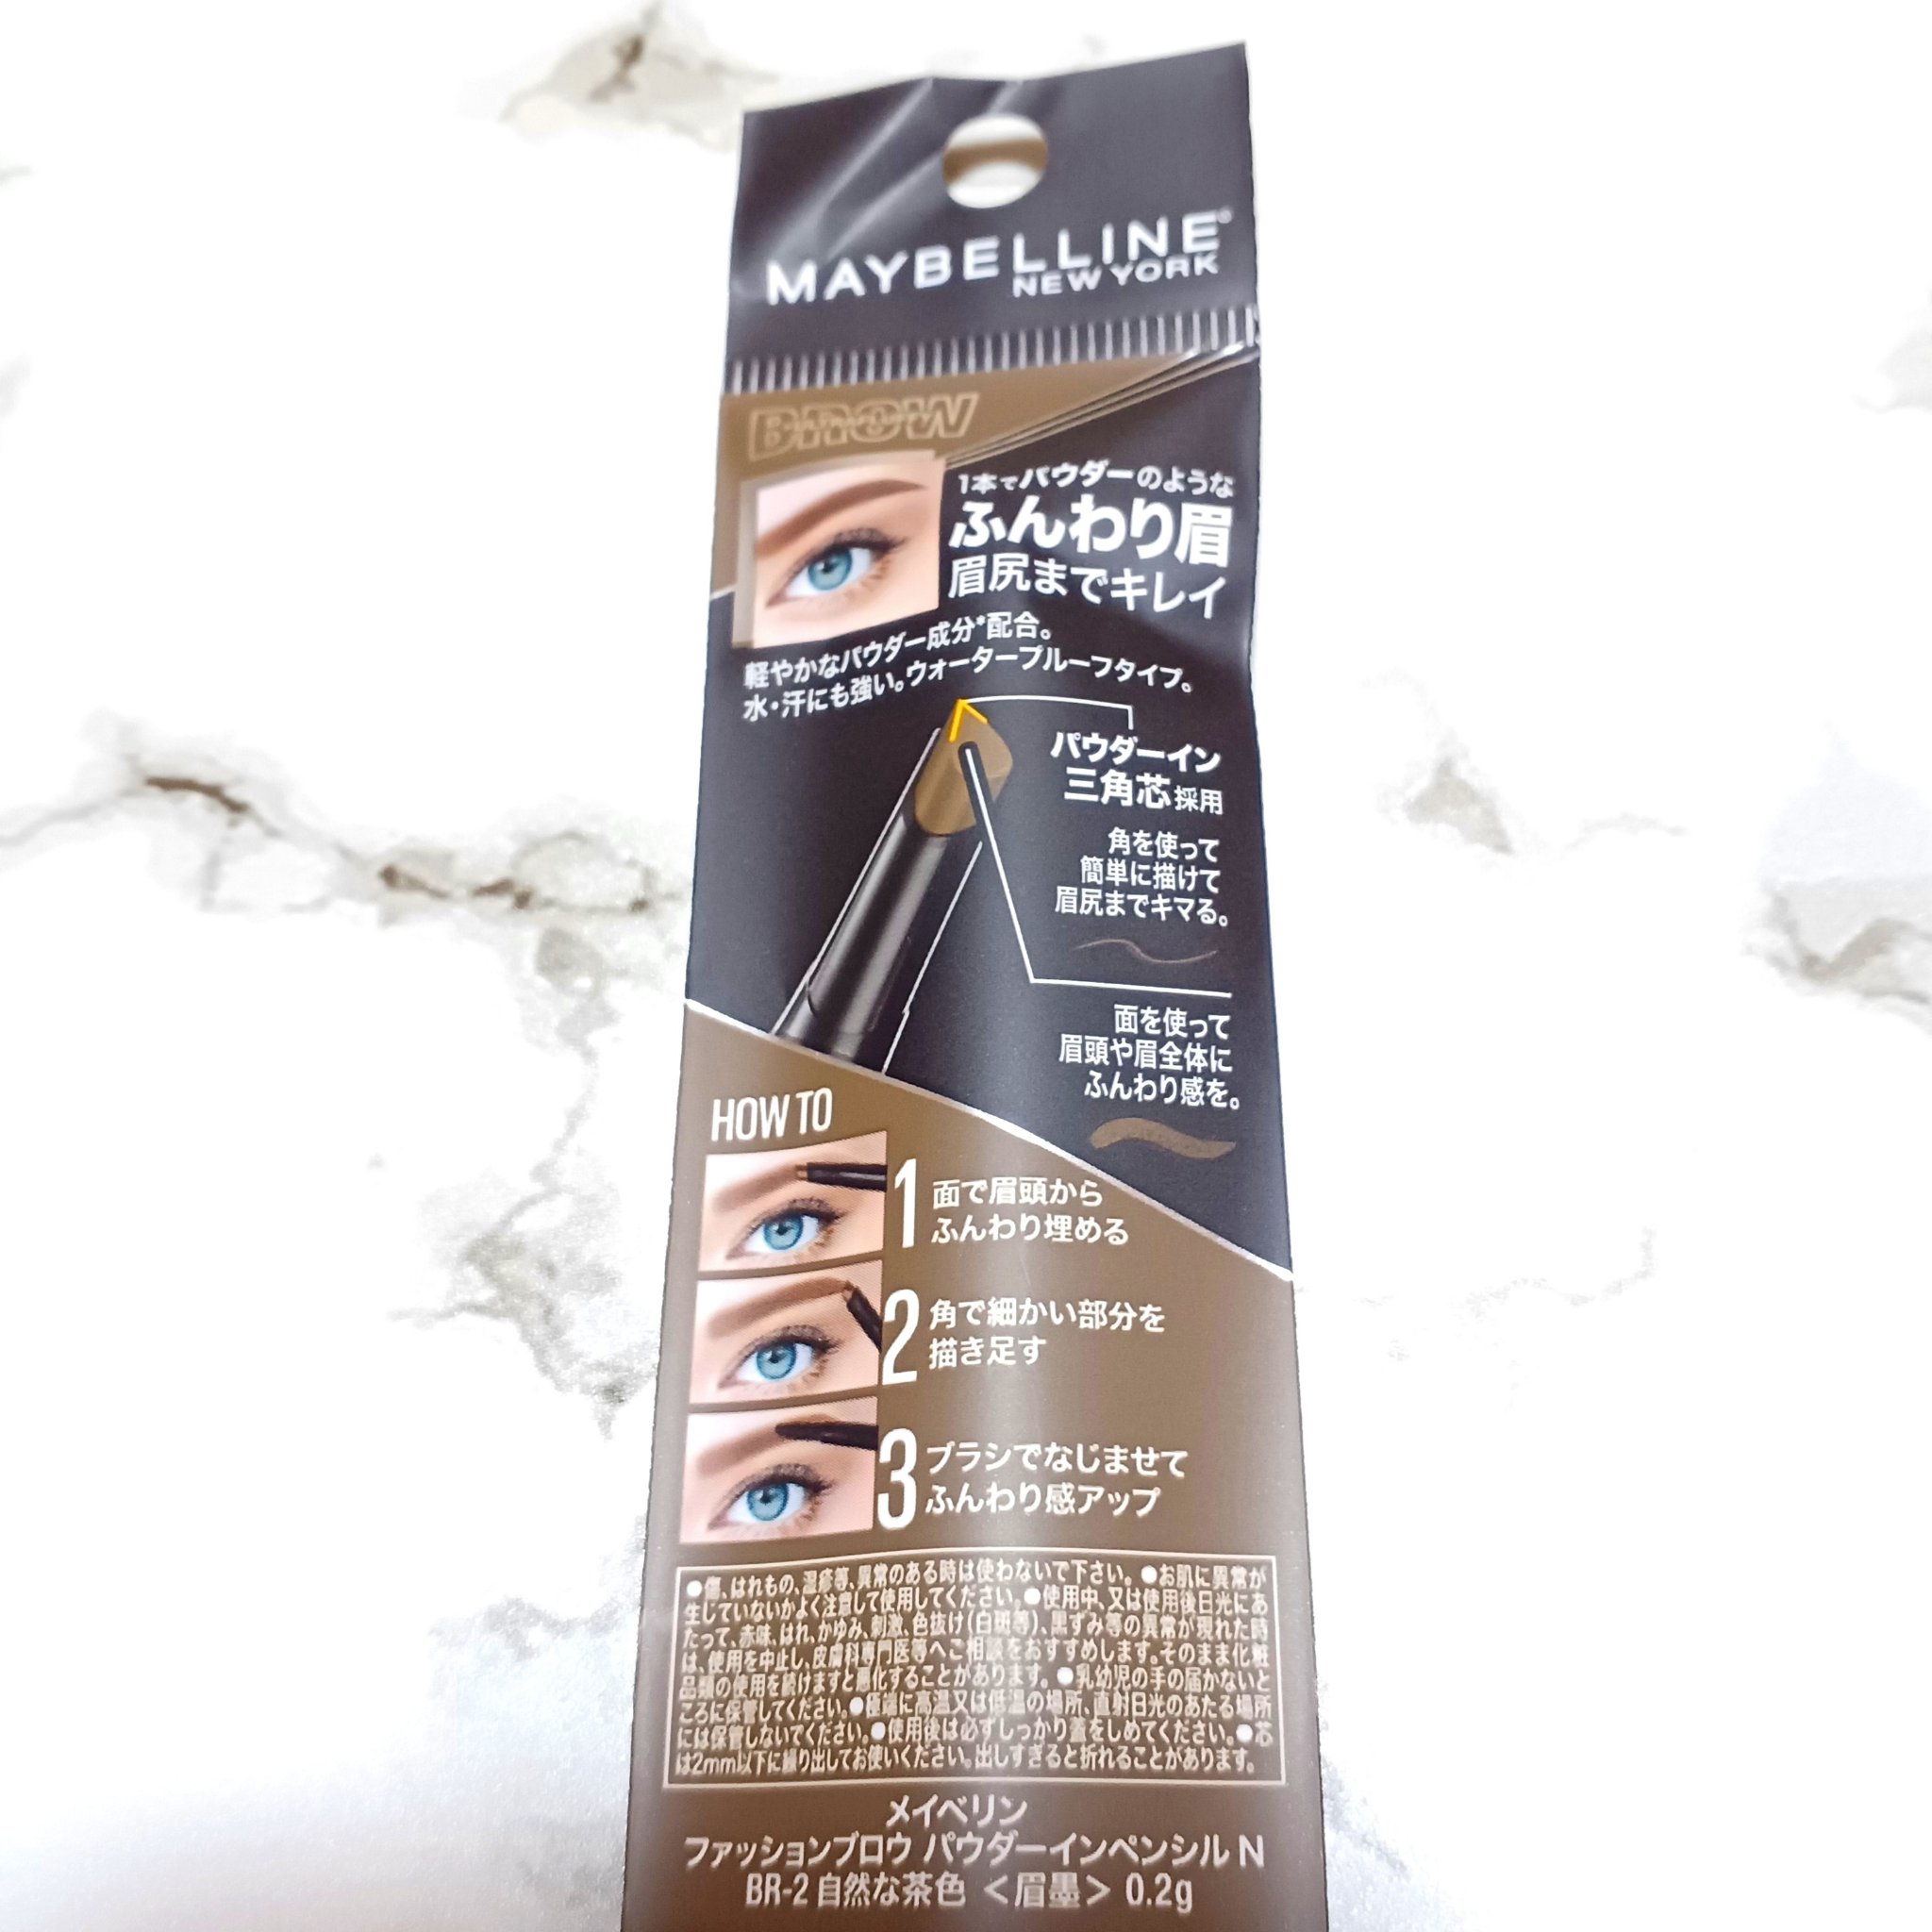 MAYBELLINE®
NEW YORK
BROW
1本でパウダーのような
ふんわり眉
眉尻までキレイ
軽やかなパウダー成分*配合。
水・汗にも強い。ウォータープルーフタイプ。
パウダーイン
三角芯採用
角を使って
簡単に描けて
眉尻までキマる。
面を使って
眉頭や眉全体に
ふんわり感を。
HOW TO
1 面で眉頭から
ふんわり埋める
2 角で細かい部分を
描き足す
3 ブラシでなじませて
ふんわり感アップ
●傷、はれもの、湿疹等、異常のある時は使わないで下さい。●お肌に異常が
生じていないかよく注意して使用してください。●使用中、又は使用後日光にあ
たって、赤味、はれ、かゆみ、刺激、色抜け(白斑等)、黒ずみ等の異常が現れた時
は、使用を中止し、皮膚科専門医等へご相談をおすすめします。そのまま化粧
品類の使用を続けますと悪化することがあります。●乳幼児の手の届かないと
ころに保管してください。●極端に高温又は低温の場所、直射日光のあたる場所
には保管しないでください。●使用後は必ずしっかり蓋をしめてください。●芯
は2mm以下に繰り出してお使いください。出しすぎると折れることがあります。
メイベリン
ファッションブロウ パウダーインペンシル N
BR-2 自然な茶色 <眉墨> 0.2g